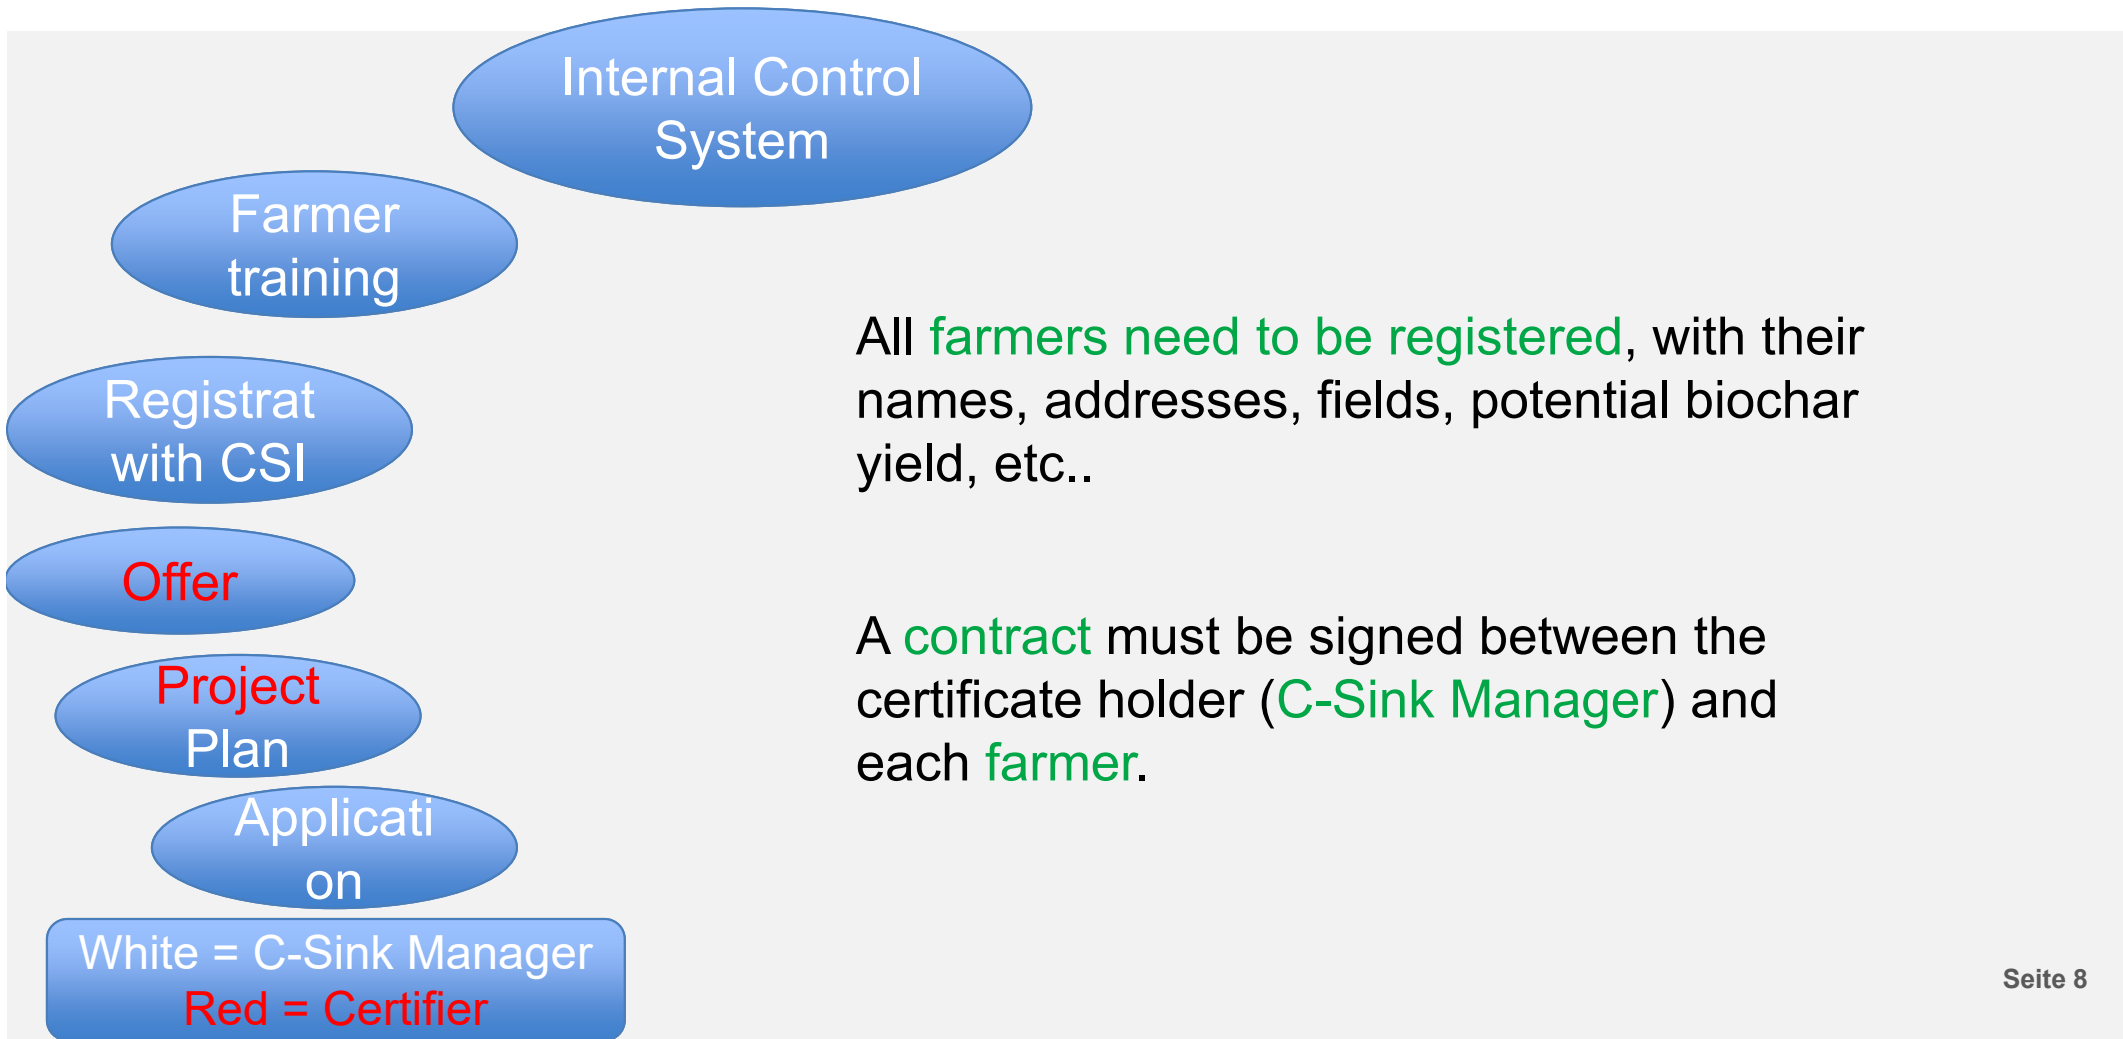 Internal Control
System
Farmer
training
Registrat
with CSI
Offer
Project
Plan
Applicati
on
White = C-Sink Manager
Red = Certifier
All farmers need to be registered, with their
names, addresses, fields, potential biochar
yield, etc..
A contract must be signed between the
certificate holder (C-Sink Manager) and
each farmer.
Seite 8